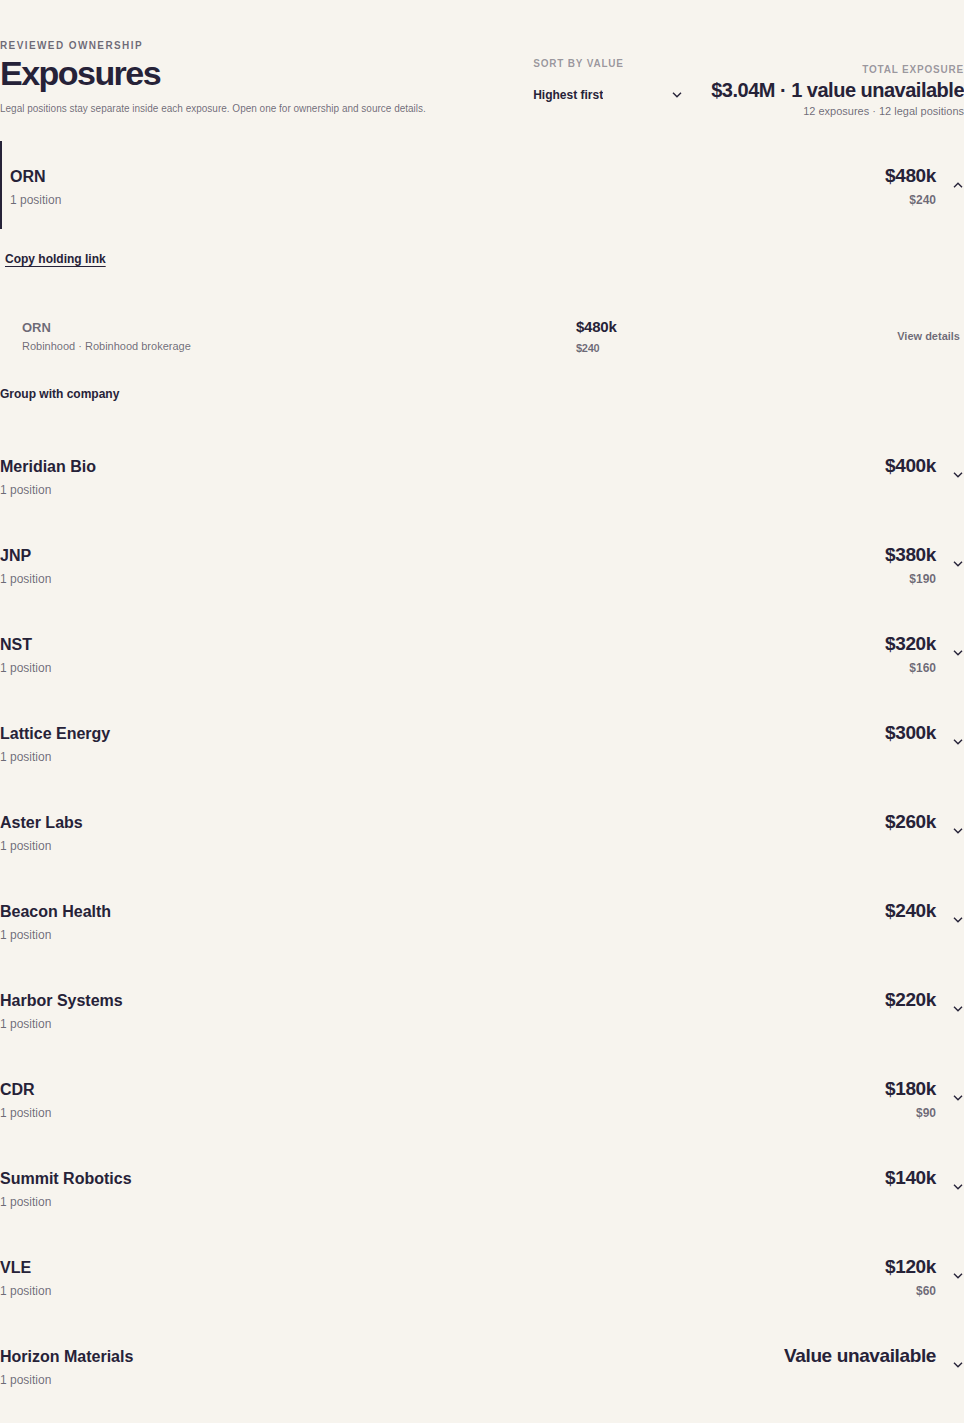 REVIEWED OWNERSHIP
Exposures
Legal positions stay separate inside each exposure. Open one for ownership and source details.
SORT BY VALUE
Highest first
TOTAL EXPOSURE
$3.04M · 1 value unavailable
12 exposures · 12 legal positions
ORN
1 position
$480k
$240
Copy holding link
ORN
Robinhood · Robinhood brokerage
$480k
$240
View details
Group with company
Meridian Bio
1 position
$400k
JNP
1 position
$380k
$190
NST
1 position
$320k
$160
Lattice Energy
1 position
$300k
Aster Labs
1 position
$260k
Beacon Health
1 position
$240k
Harbor Systems
1 position
$220k
CDR
1 position
$180k
$90
Summit Robotics
1 position
$140k
VLE
1 position
$120k
$60
Horizon Materials
1 position
Value unavailable